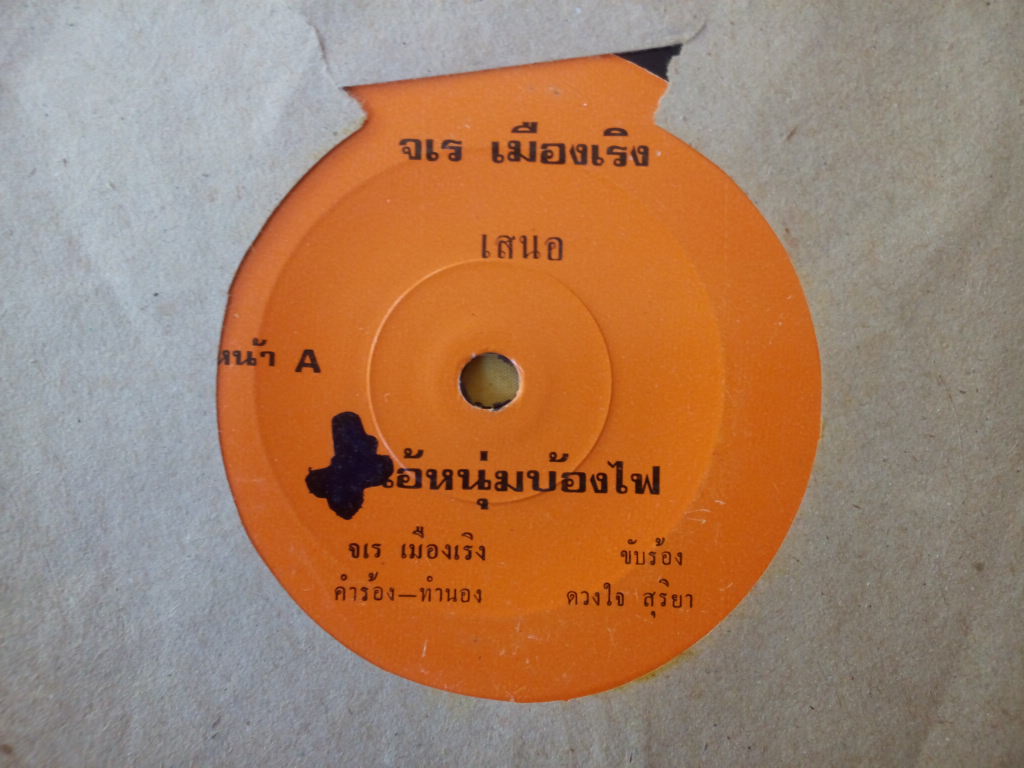 จเร เมืองเริง
เสนอ
หน้า A
อ้หนุ่มบ้องไฟ
จเร เมืองเริง
ขับร้อง
คำร้อง—ทำนอง
ดวงใจ สุริยา